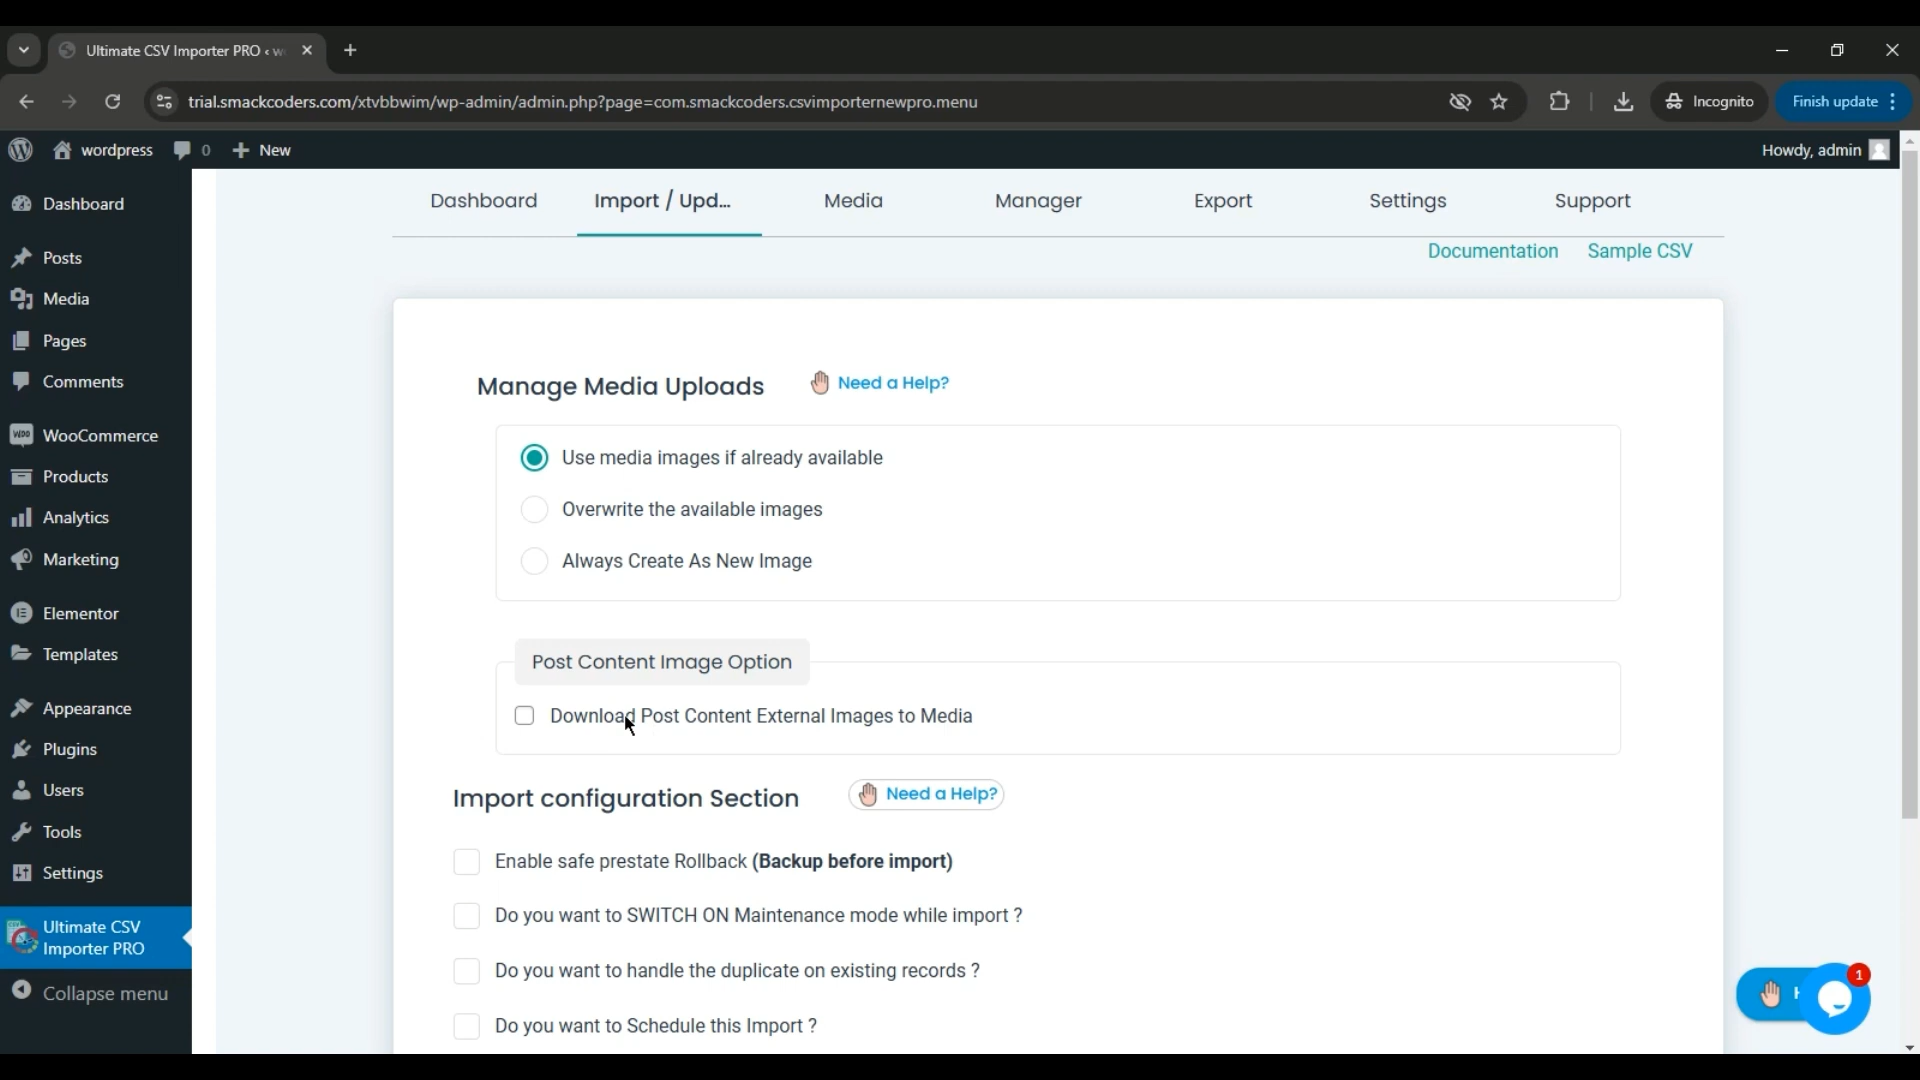 Ultimate CSV Importer PRO ‹ w
trial.smackcoders.com/xtvbbwim/wp-admin/admin.php?page=com.smackcoders.csvimporternewpro.menu
Incognito
Finish update
wordpress
0
New
Howdy, admin
Dashboard
Posts
Media
Pages
Comments
WooCommerce
Products
Analytics
Marketing
Elementor
Templates
Appearance
Plugins
Users
Tools
Settings
Ultimate CSV
Importer PRO
Collapse menu
Dashboard
Import / Upd...
Media
Manager
Export
Settings
Support
Documentation
Sample CSV
Manage Media Uploads
Need a Help?
Use media images if already available
Overwrite the available images
Always Create As New Image
Post Content Image Option
Download Post Content External Images to Media
Import configuration Section
Need a Help?
Enable safe prestate Rollback (Backup before import)
Do you want to SWITCH ON Maintenance mode while import ?
Do you want to handle the duplicate on existing records ?
Do you want to Schedule this Import ?
1